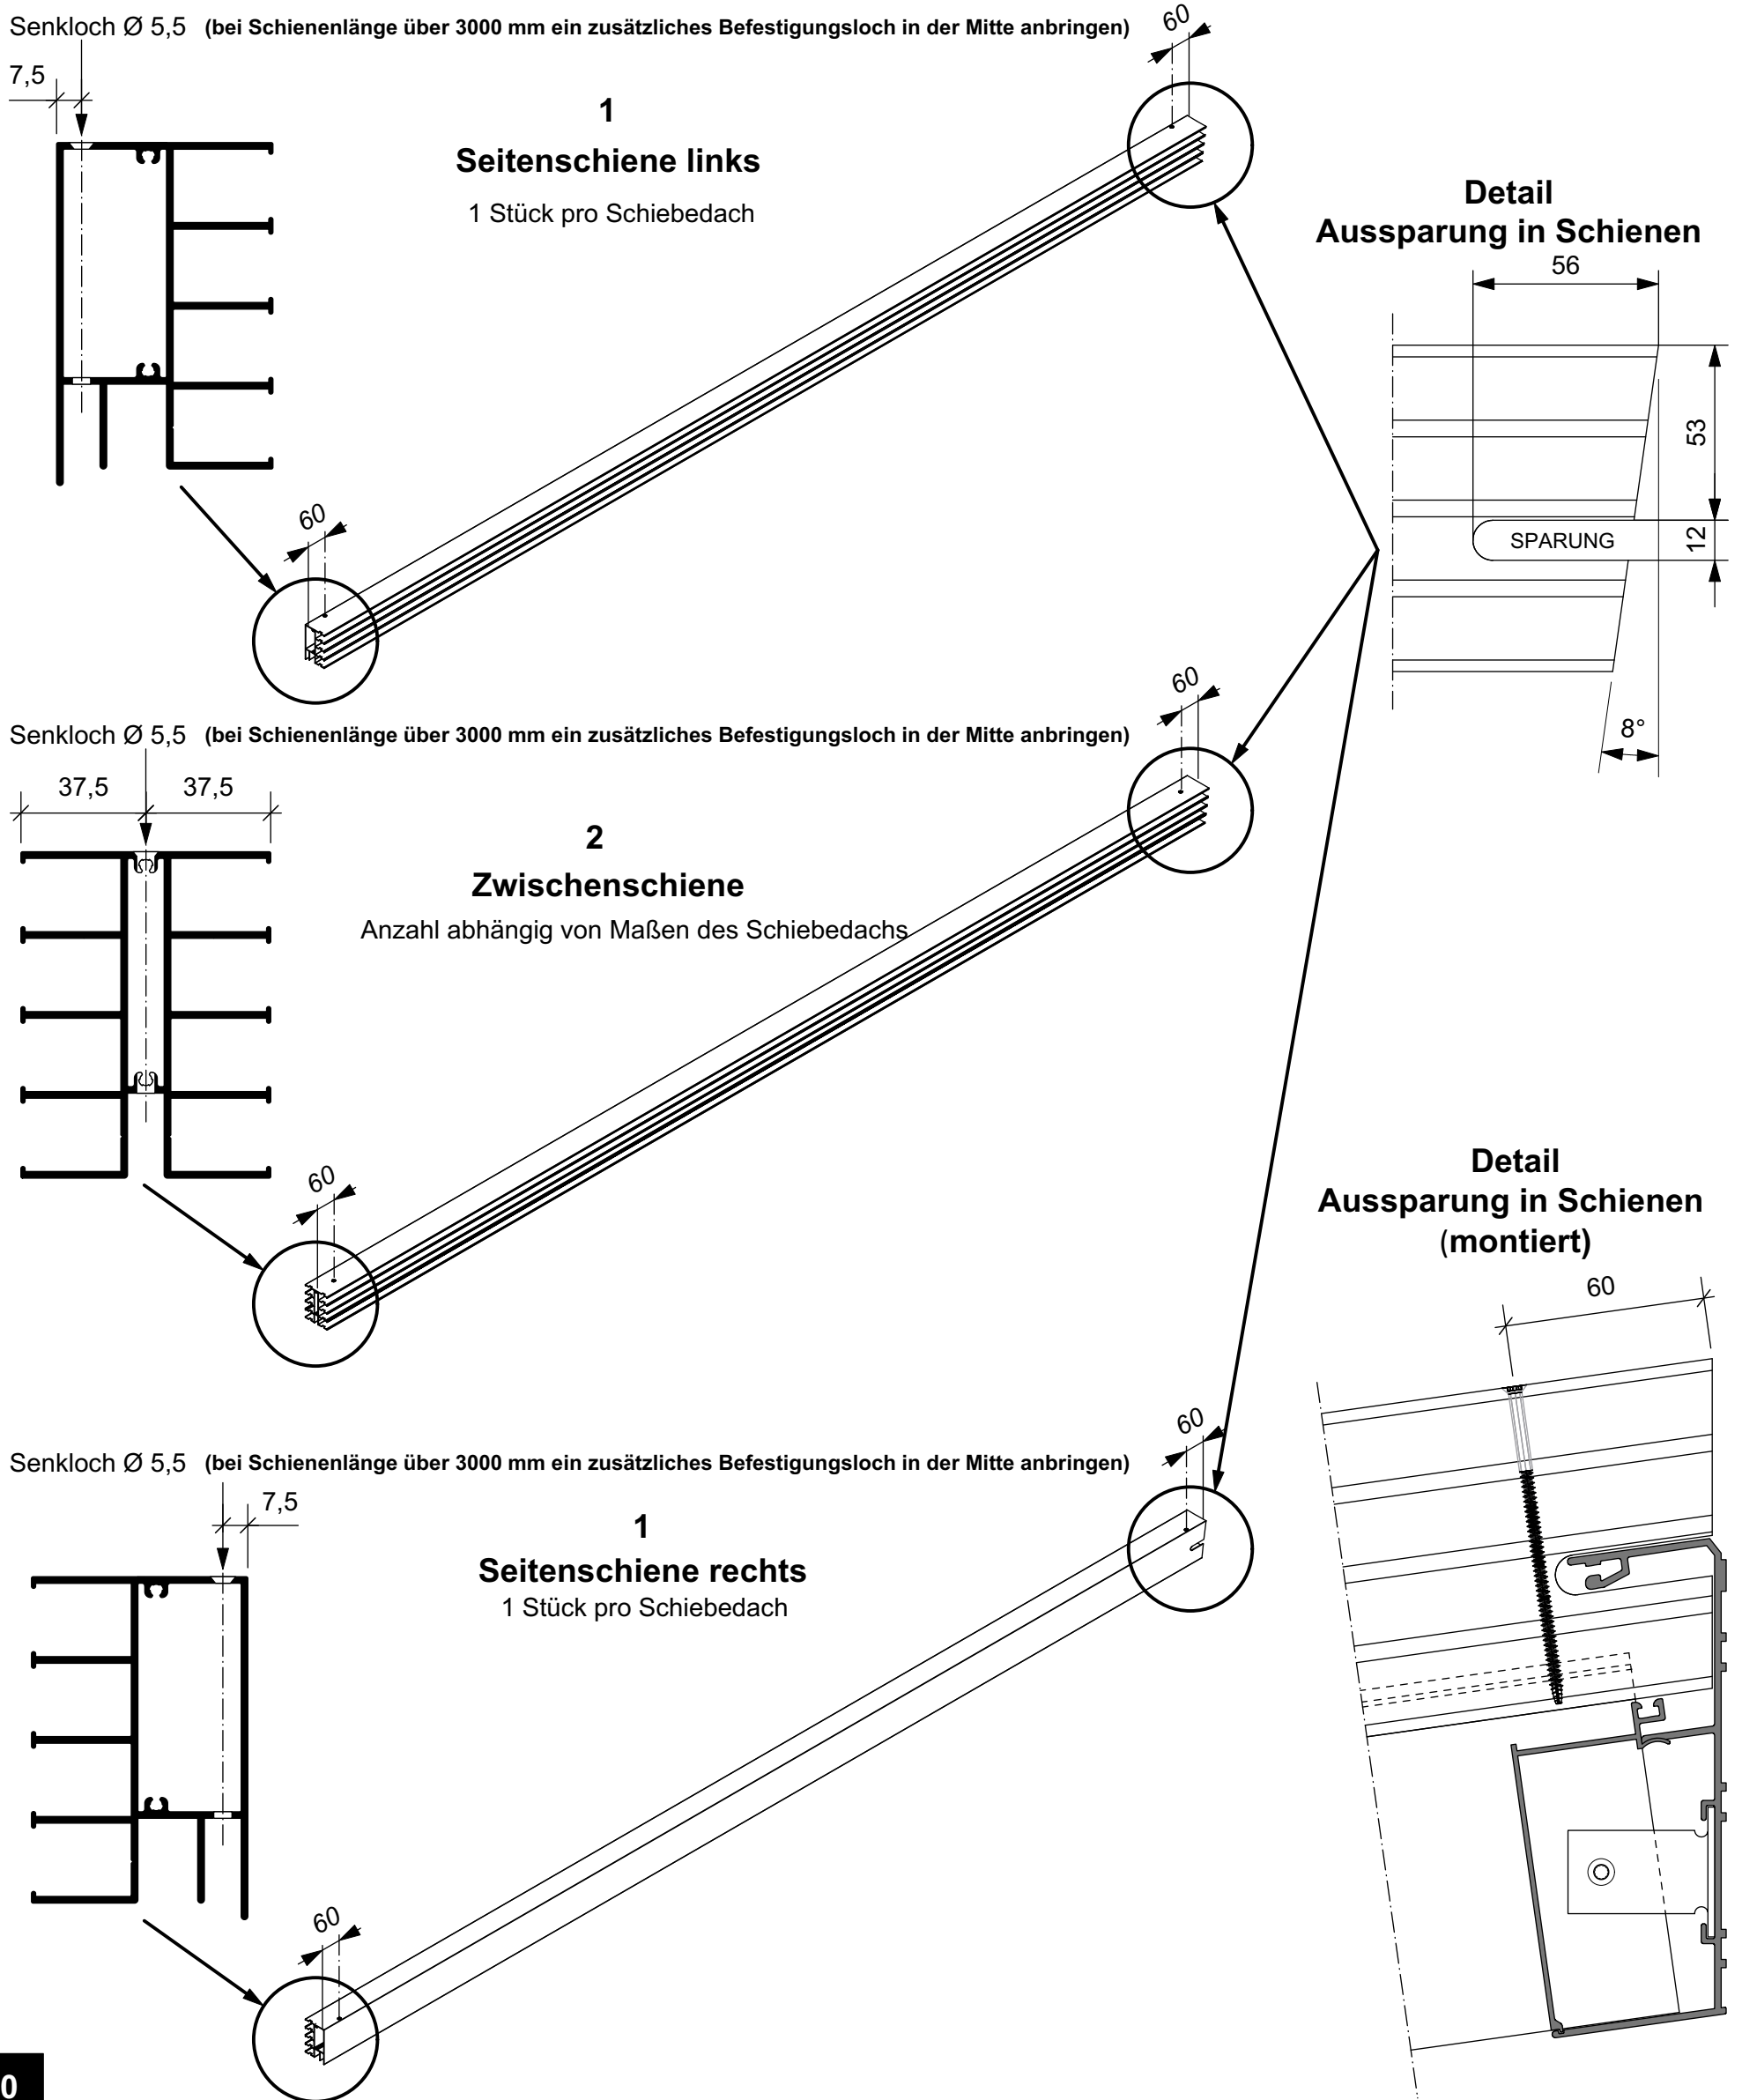 Senkloch Ø 5,5 (bei Schienenlänge über 3000 mm ein zusätzliches Befestigungsloch in der Mitte anbringen)
60
7,5
1
Seitenschiene links
1 Stück pro Schiebedach
60
Detail
Aussparung in Schienen
56
53
12
SPARUNG
8°
Senkloch Ø 5,5 (bei Schienenlänge über 3000 mm ein zusätzliches Befestigungsloch in der Mitte anbringen)
60
37,5 37,5
2
Zwischenschiene
Anzahl abhängig von Maßen des Schiebedachs
60
Detail
Aussparung in Schienen
(montiert)
60
Senkloch Ø 5,5 (bei Schienenlänge über 3000 mm ein zusätzliches Befestigungsloch in der Mitte anbringen)
60
7,5
1
Seitenschiene rechts
1 Stück pro Schiebedach
60
0